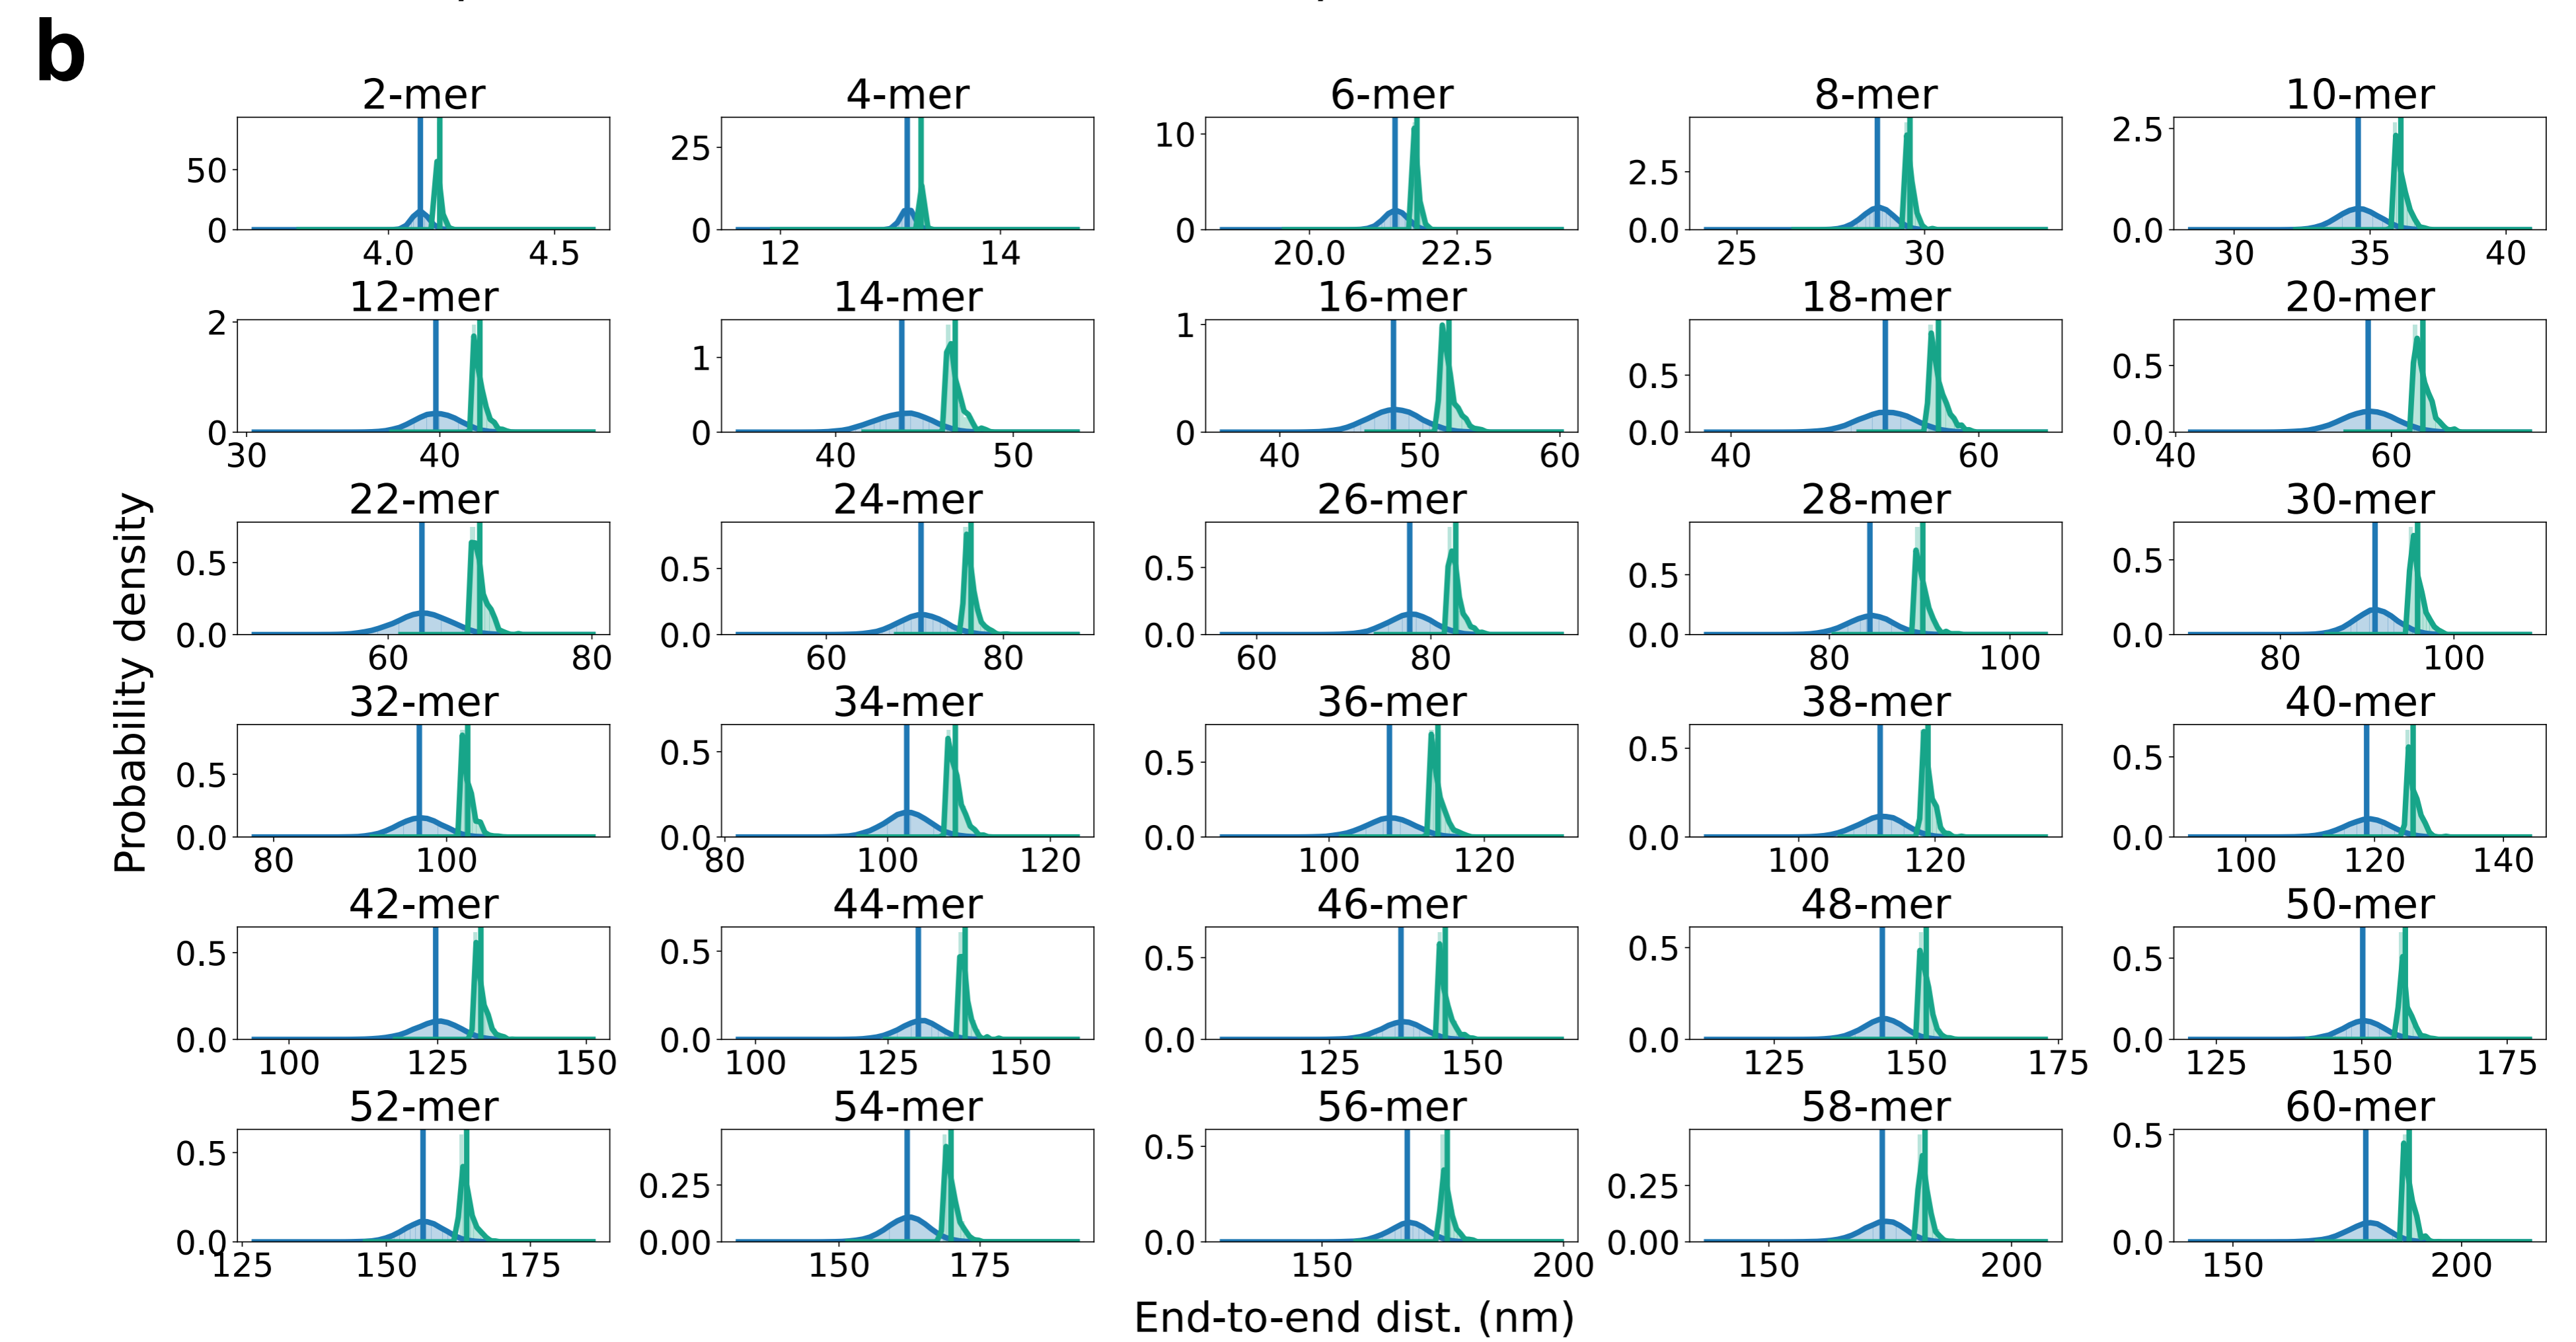 b
2-mer 4-mer 6-mer 8-mer 10-mer
50 0 4.0 4.5
25 0 12 14
10 0 20.0 22.5
2.5 0.0 25 30
2.5 0.0 30 35 40
12-mer 14-mer 16-mer 18-mer 20-mer
2 0 30 40
1 0 40 50
1 0 40 50 60
0.5 0.0 40 60
0.5 0.0 40 60
22-mer 24-mer 26-mer 28-mer 30-mer
0.5 0.0 60 80
0.5 0.0 60 80
0.5 0.0 60 80
0.5 0.0 80 100
0.5 0.0 80 100
32-mer 34-mer 36-mer 38-mer 40-mer
0.5 0.0 80 100
0.5 0.0 80 100 120
0.5 0.0 100 120
0.5 0.0 100 120
0.5 0.0 100 120 140
42-mer 44-mer 46-mer 48-mer 50-mer
0.5 0.0 100 125 150
0.5 0.0 100 125 150
0.5 0.0 125 150
0.5 0.0 125 150 175
0.5 0.0 125 150 175
52-mer 54-mer 56-mer 58-mer 60-mer
0.5 0.0 125 150 175
0.25 0.00 150 175
0.5 0.0 150 200
0.25 0.00 150 200
0.5 0.0 150 200
Probability density
End-to-end dist. (nm)